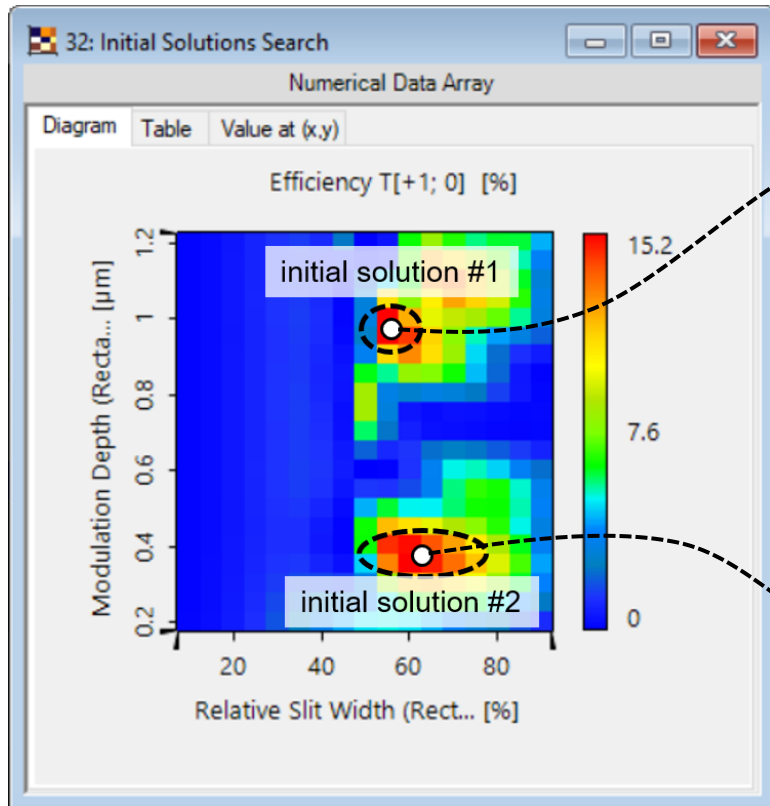 32: Initial Solutions Search
Numerical Data Array
Diagram Table Value at (x,y)
Efficiency T[+1; 0] [%]
Modulation Depth (Recta... [µm]
1.2
1
0.8
0.6
0.4
0.2
initial solution #1
initial solution #2
15.2
7.6
0
20 40 60 80
Relative Slit Width (Rect... [%]